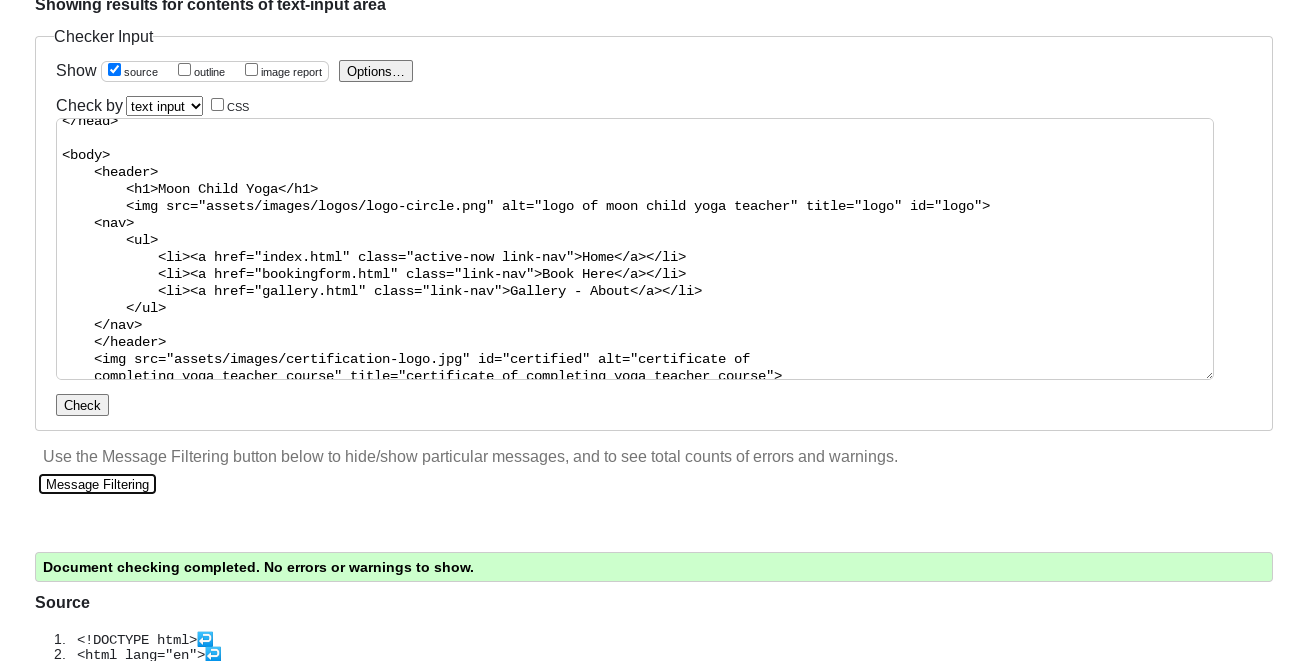 Showing results for contents of text-input area
Checker Input
Show source outline image report Options...
Check by text input CSS
</head>
<body>
<header>
<h1>Moon Child Yoga</h1>
<img src="assets/images/logos/logo-circle.png" alt="logo of moon child yoga teacher" title="logo" id="logo">
<nav>
<ul>
<li><a href="index.html" class="active-now link-nav">Home</a></li>
<li><a href="bookingform.html" class="link-nav">Book Here</a></li>
<li><a href="gallery.html" class="link-nav">Gallery - About</a></li>
</ul>
</nav>
</header>
<img src="assets/images/certification-logo.jpg" id="certified" alt="certificate of
completing yoga teacher course" title="certificate of completing yoga teacher course">
Check
Use the Message Filtering button below to hide/show particular messages, and to see total counts of errors and warnings.
Message Filtering
Document checking completed. No errors or warnings to show.
Source
1. <!DOCTYPE html>↩
2. <html lang="en">↩